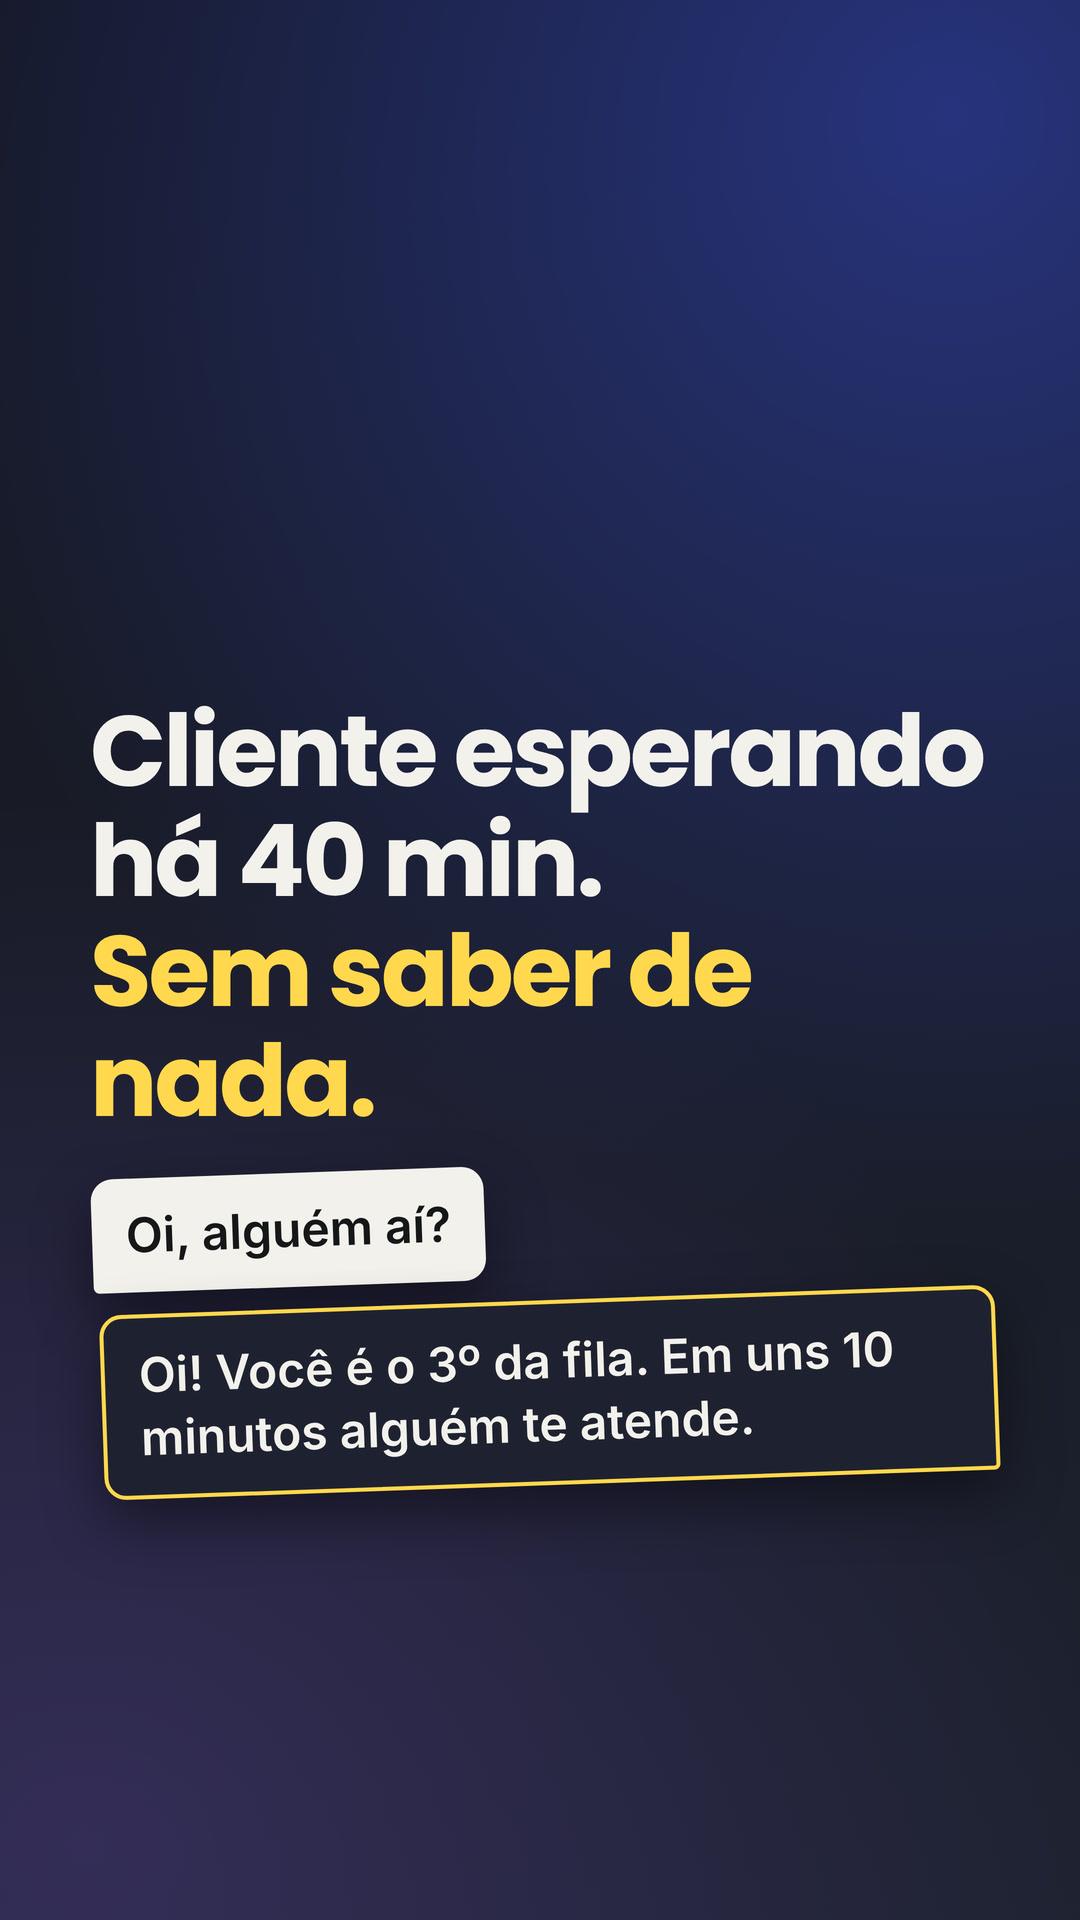 Cliente esperando
há 40 min.
Sem saber de
nada.
Oi, alguém aí?
Oi! Você é o 3º da fila. Em uns 10
minutos alguém te atende.